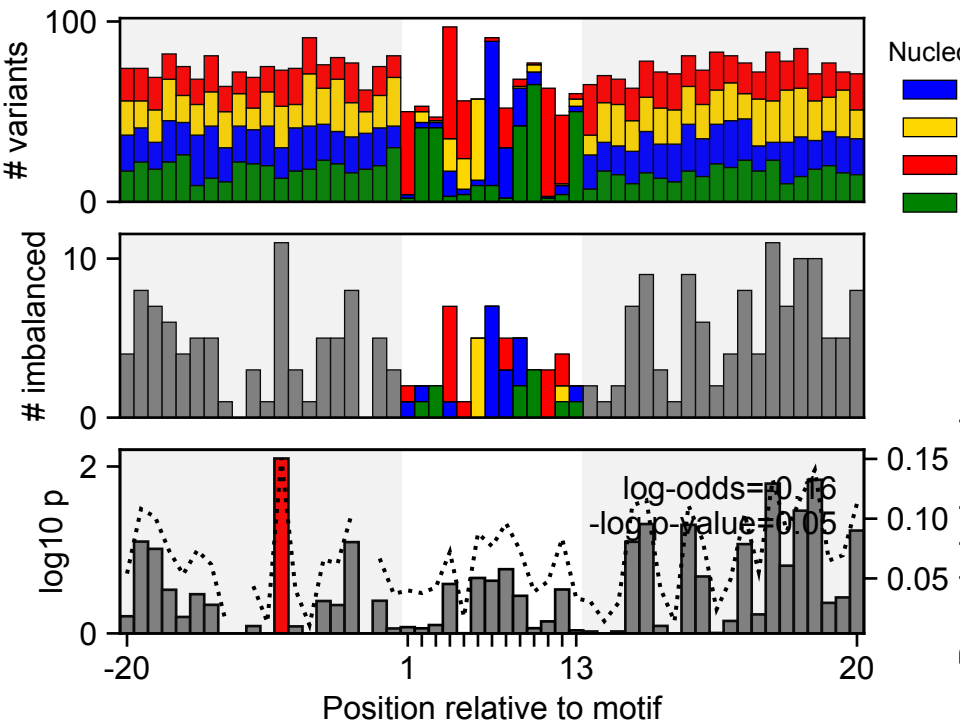 100
# variants
0
Nucleo
10
# imbalanced
0
2
log10 p
0
0.15
0.10
0.05
log-odds=-0.16
-log p-value=0.05
-20
1
13
20
Position relative to motif